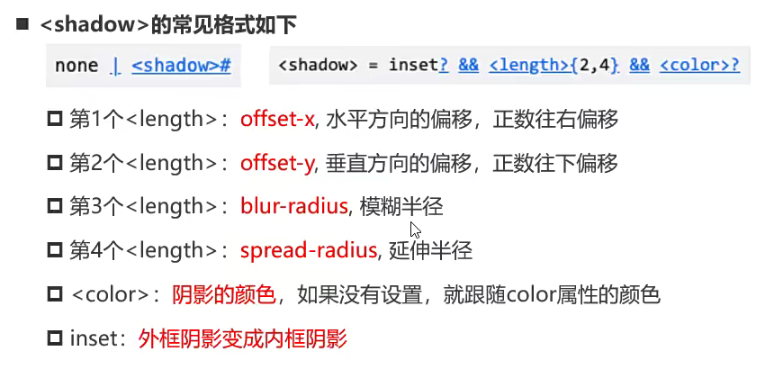 <shadow>的常见格式如下
none | <shadow>#
<shadow> = inset? && <length>{2,4} && <color>?
第1个<length>：offset-x, 水平方向的偏移，正数往右偏移
第2个<length>：offset-y, 垂直方向的偏移，正数往下偏移
第3个<length>：blur-radius, 模糊半径
第4个<length>：spread-radius, 延伸半径
<color>：阴影的颜色，如果没有设置，就跟随color属性的颜色
inset：外框阴影变成内框阴影